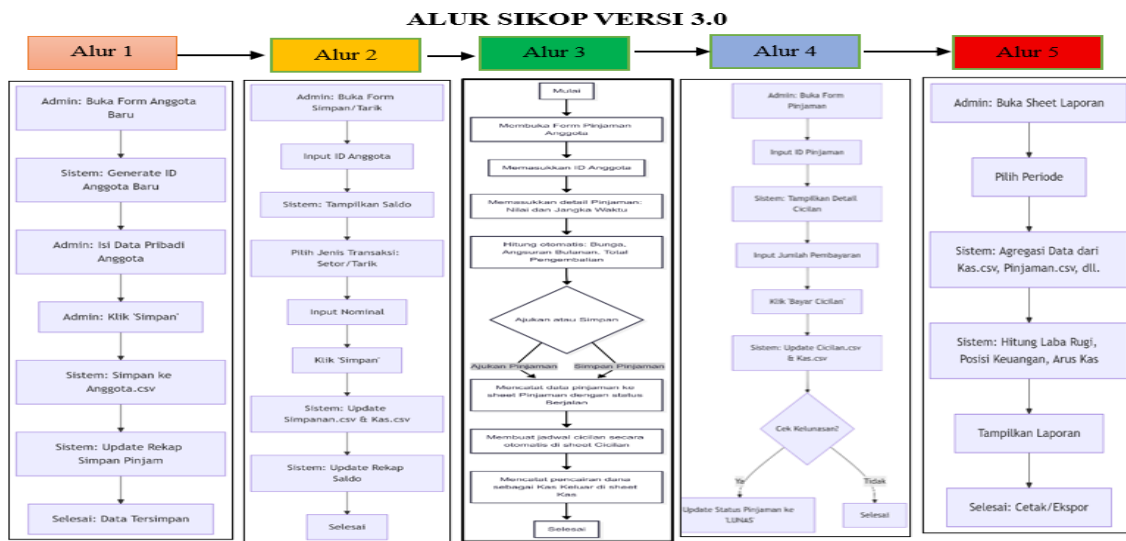 ALUR SIKOP VERSI 3.0
Alur 1
Alur 2
Alur 3
Alur 4
Alur 5
Admin: Buka Form Anggota
Baru
Sistem: Generate ID
Anggota Baru
Admin: Isi Data Pribadi
Anggota
Admin: Klik 'Simpan'
Sistem: Simpan ke
Anggota.csv
Sistem: Update Rekap
Simpan Pinjam
Selesai: Data Tersimpan
Admin: Buka Form
Simpan/Tarik
Input ID Anggota
Sistem: Tampilkan Saldo
Pilih Jenis Transaksi:
Setor/Tarik
Input Nominal
Klik 'Simpan'
Sistem: Update
Simpanan.csv & Kas.csv
Sistem: Update Rekap
Saldo
Selesai
Mulai
Membuka Form Pinjaman
Anggota
Memasukkan ID Anggota
Memasukkan detail Pinjaman:
Nilai dan Jangka Waktu
Hitung otomatis: Bunga,
Angsuran Bulanan, Total
Pengembalian
Ajukan atau Simpan
Ajukan Pinjaman
Simpan Pinjaman
Mencatat data pinjaman ke
sheet Pinjaman dengan status
Berjalan
Membuat jadwal cicilan secara
otomatis di sheet Cicilan
Mencatat pencairan dana
sebagai Kas Keluar di sheet
Kas
Selesai
Admin: Buka Form
Pinjaman
Input ID Pinjaman
Sistem: Tampilkan Detail
Cicilan
Input Jumlah Pembayaran
Klik 'Bayar Cicilan'
Sistem: Update Cicilan.csv
& Kas.csv
Cek Kelunasan?
Ya
Tidak
Update Status Pinjaman ke
'LUNAS'
Selesai
Admin: Buka Sheet Laporan
Pilih Periode
Sistem: Agregasi Data dari
Kas.csv, Pinjaman.csv, dll.
Sistem: Hitung Laba Rugi,
Posisi Keuangan, Arus Kas
Tampilkan Laporan
Selesai: Cetak/Ekspor